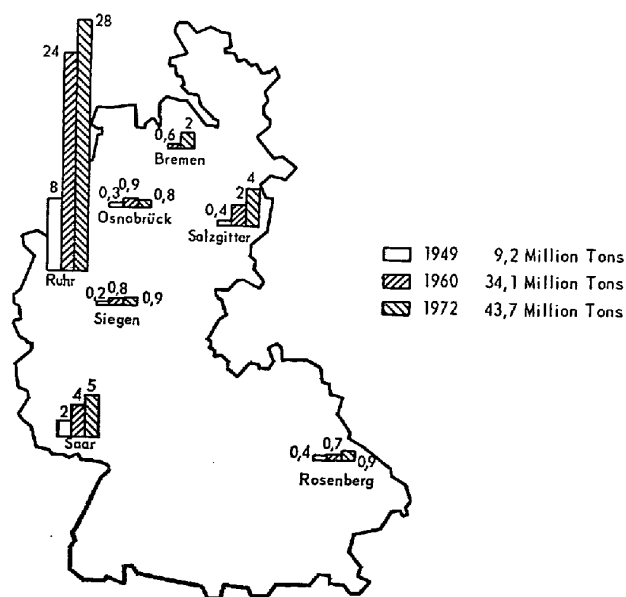 28
24
8
Ruhr
0,6 2
Bremen
0,3 0,9 0,8
Osnobrück
0,4 2 4
Salzgitter
1949 9,2 Million Tons
1960 34,1 Million Tons
1972 43,7 Million Tons
0,2 0,8 0,9
Siegen
2 4 5
Saar
0,4 0,7 0,9
Rosenberg